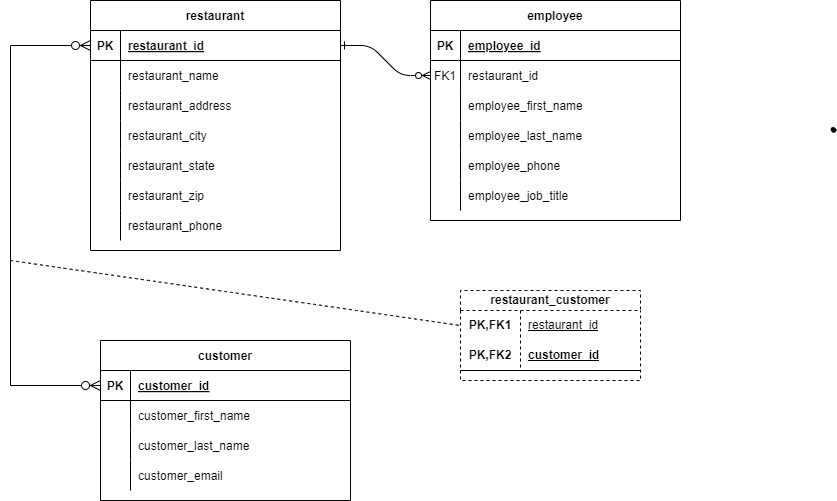 restaurant
PK restaurant_id
restaurant_name
restaurant_address
restaurant_city
restaurant_state
restaurant_zip
restaurant_phone
employee
PK employee_id
FK1 restaurant_id
employee_first_name
employee_last_name
employee_phone
employee_job_title
restaurant_customer
PK,FK1 restaurant_id
PK,FK2 customer_id
customer
PK customer_id
customer_first_name
customer_last_name
customer_email